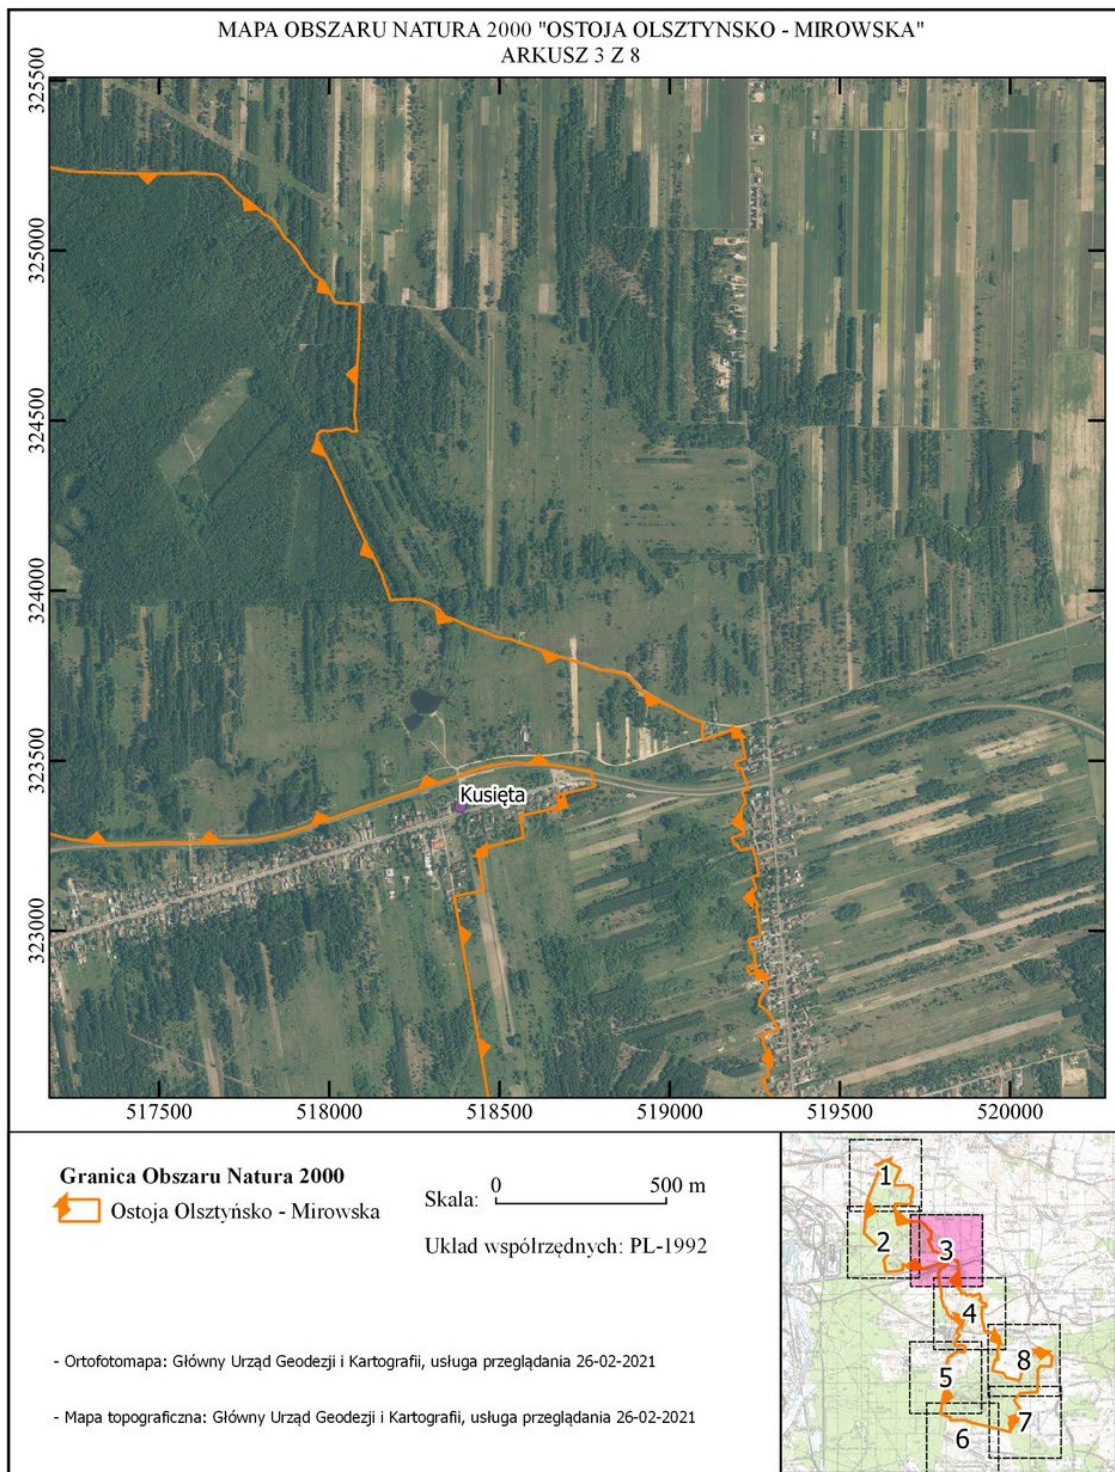 MAPA OBSZARU NATURA 2000 "OSTOJA OLSZTYNSKO - MIROWSKA"
ARKUSZ 3 Z 8
325500
325000
324500
324000
323500
323000
Kusięta
517500 518000 518500 519000 519500 520000
Granica Obszaru Natura 2000
Ostoja Olsztyńsko - Mirowska
Skala: 0 500 m
Układ współrzędnych: PL-1992
- Ortofotomapa: Główny Urząd Geodezji i Kartografii, usługa przeglądania 26-02-2021
- Mapa topograficzna: Główny Urząd Geodezji i Kartografii, usługa przeglądania 26-02-2021
1
2
3
4
8
5
7
6